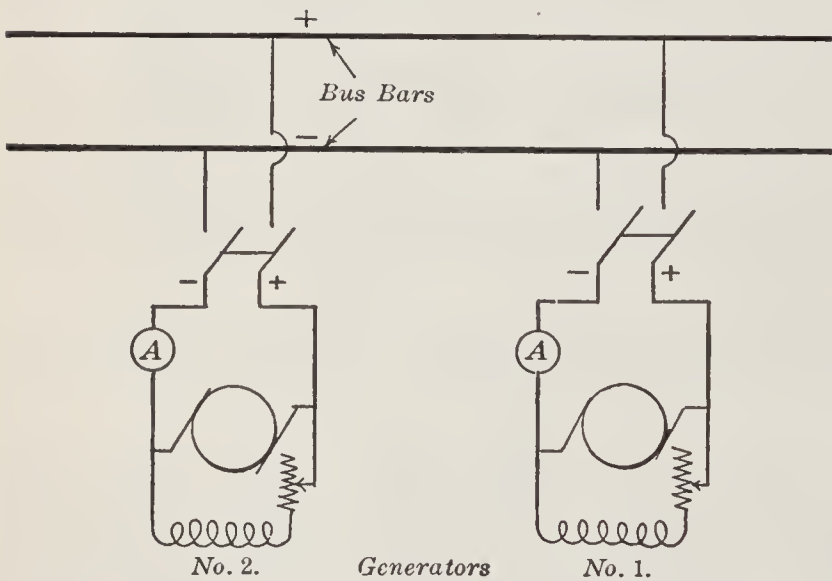 +
Bus Bars
−
− +
− +
A
A
No. 2. Generators No. 1.